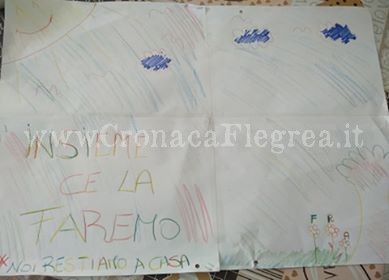 www.CronacaFlegrea.it
INSIEME
CE LA
FAREMO
NOI RESTIAMO A CASA
F R